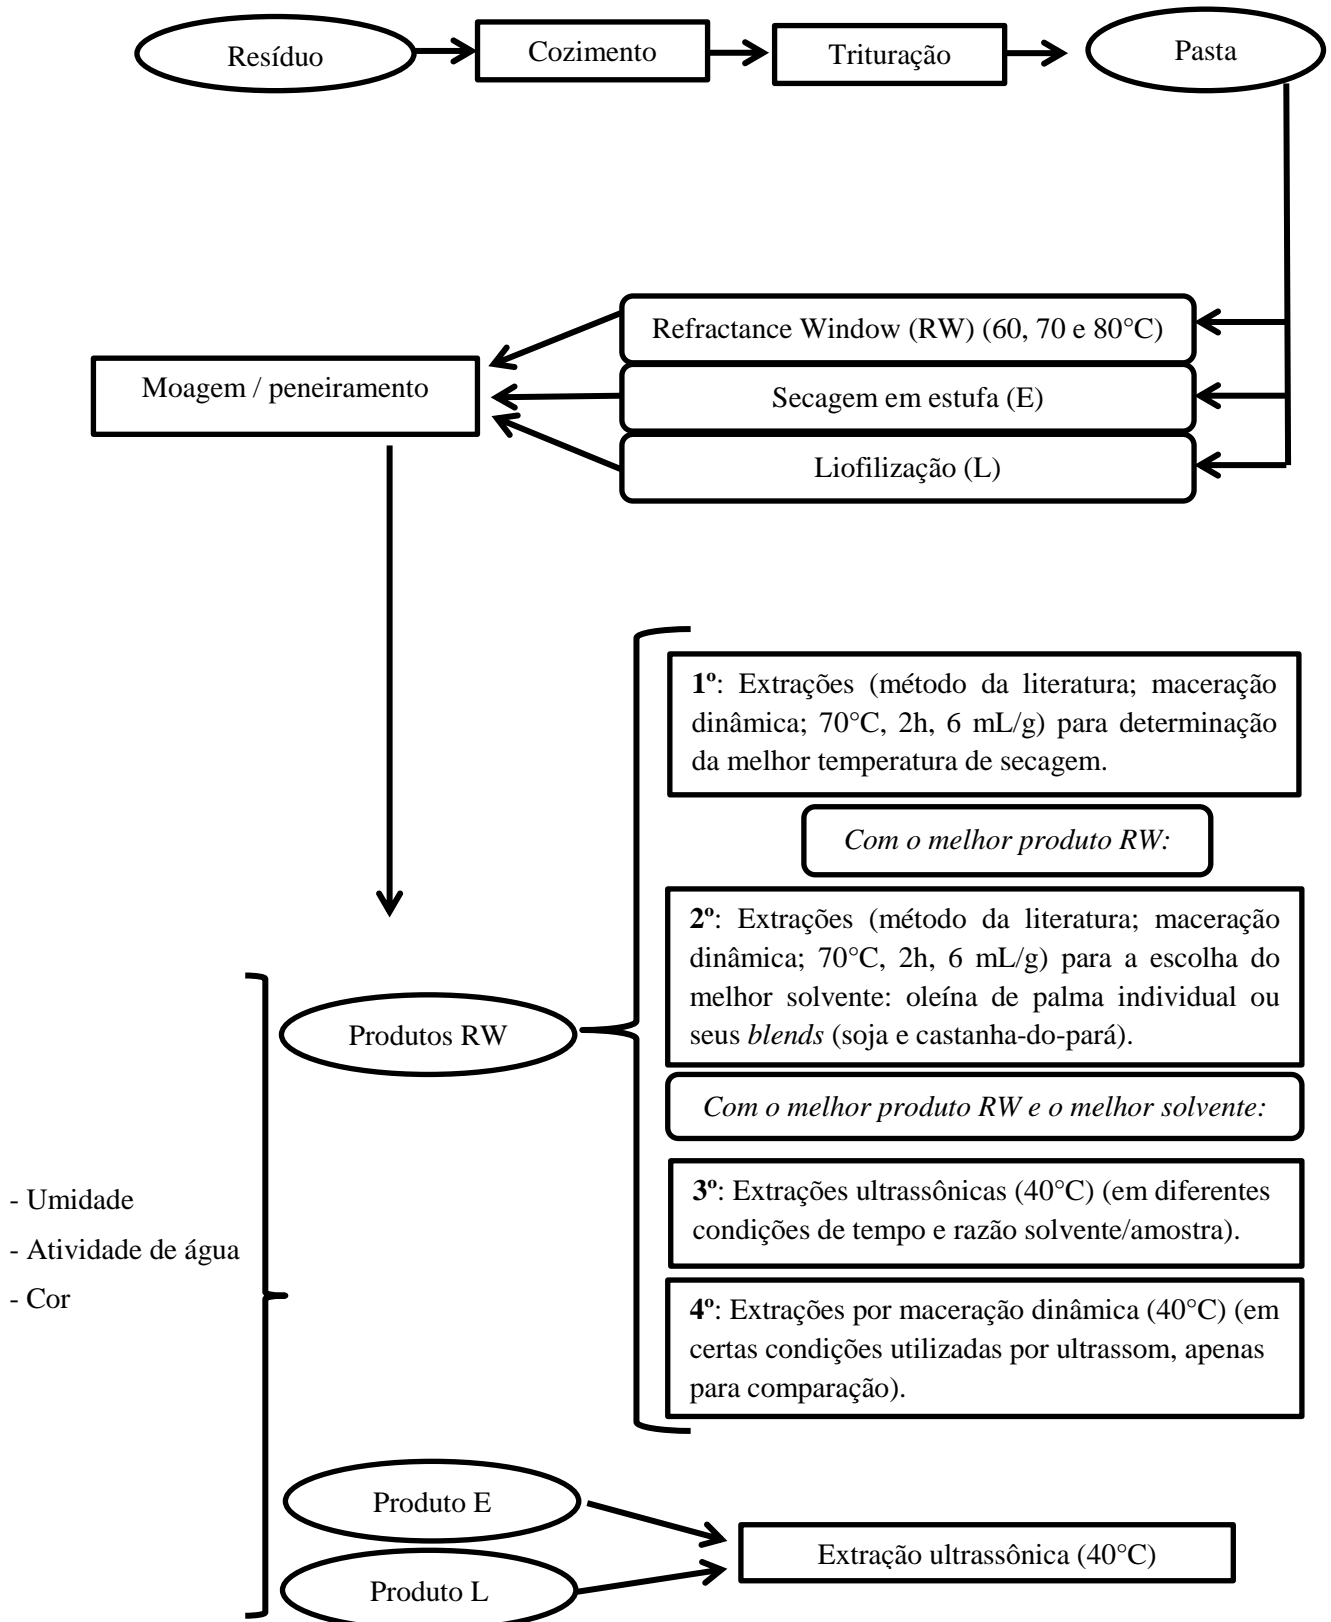 Resíduo
Cozimento
Trituração
Pasta
Refractance Window (RW) (60, 70 e 80°C)
Moagem / peneiramento
Secagem em estufa (E)
Liofilização (L)
1º: Extrações (método da literatura; maceração
dinâmica; 70°C, 2h, 6 mL/g) para determinação
da melhor temperatura de secagem.
Com o melhor produto RW:
2º: Extrações (método da literatura; maceração
dinâmica; 70°C, 2h, 6 mL/g) para a escolha do
melhor solvente: oleína de palma individual ou
seus blends (soja e castanha-do-pará).
Produtos RW
Com o melhor produto RW e o melhor solvente:
3º: Extrações ultrassônicas (40°C) (em diferentes
condições de tempo e razão solvente/amostra).
- Umidade
- Atividade de água
- Cor
4º: Extrações por maceração dinâmica (40°C) (em
certas condições utilizadas por ultrassom, apenas
para comparação).
Produto E
Extração ultrassônica (40°C)
Produto L